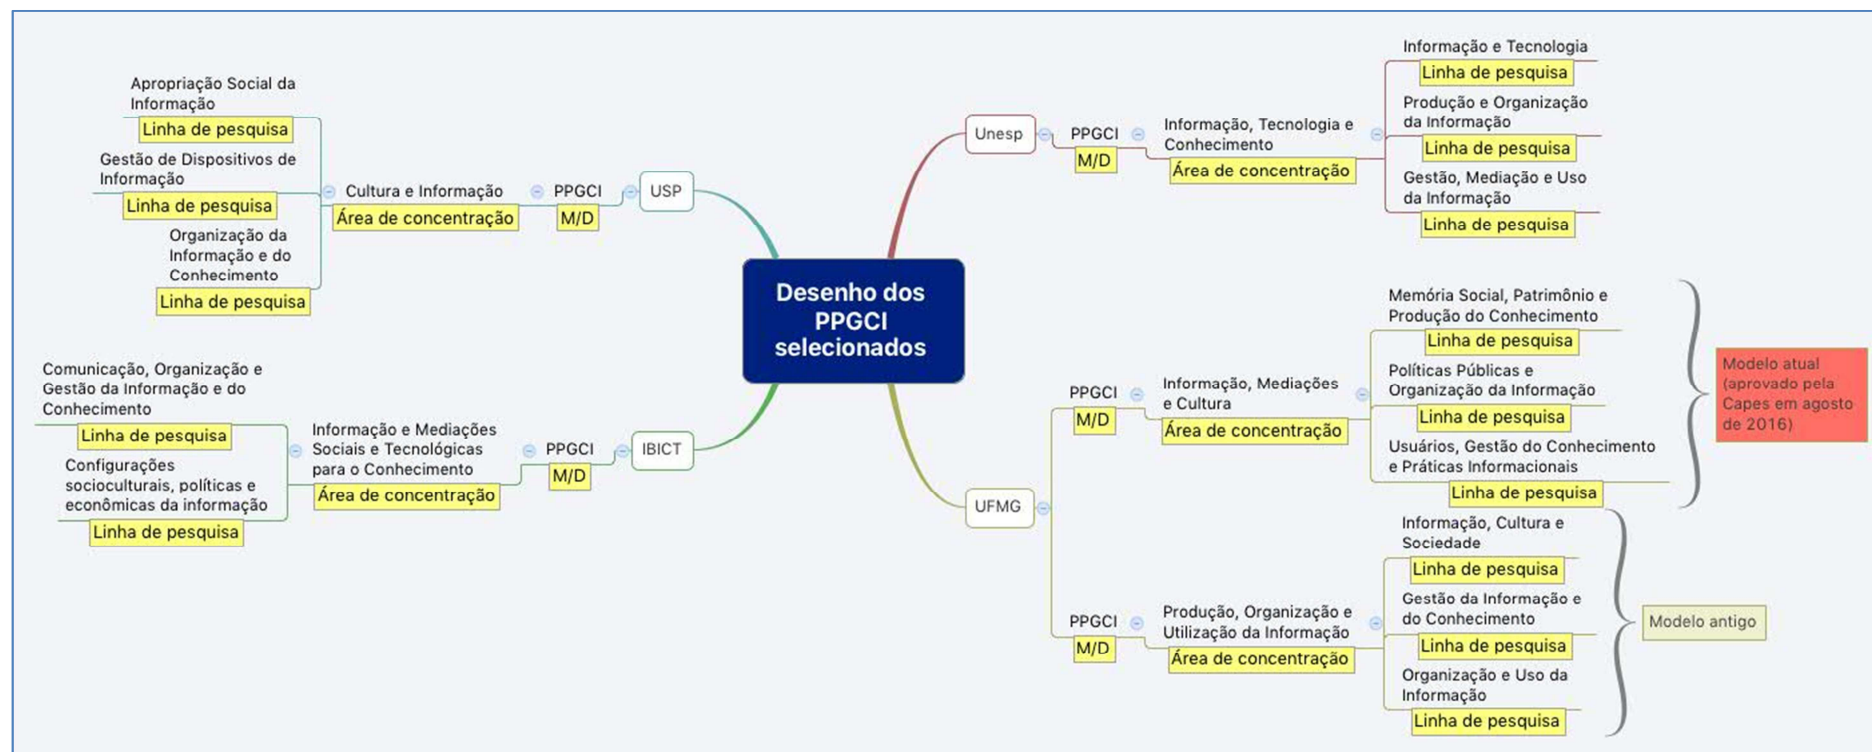 Desenho dos
PPGCI
selecionados
Unesp
PPGCI
M/D
Informação, Tecnologia e
Conhecimento
Área de concentração
Informação e Tecnologia
Linha de pesquisa
Produção e Organização
da Informação
Linha de pesquisa
Gestão, Mediação e Uso
da Informação
Linha de pesquisa
UFMG
PPGCI
M/D
Informação, Mediações
e Cultura
Área de concentração
Memória Social, Patrimônio e
Produção do Conhecimento
Linha de pesquisa
Políticas Públicas e
Organização da Informação
Linha de pesquisa
Usuários, Gestão do Conhecimento
e Práticas Informacionais
Linha de pesquisa
Modelo atual
(aprovado pela
Capes em agosto
de 2016)
PPGCI
M/D
Produção, Organização e
Utilização da Informação
Área de concentração
Informação, Cultura e
Sociedade
Linha de pesquisa
Gestão da Informação e
do Conhecimento
Linha de pesquisa
Organização e Uso da
Informação
Linha de pesquisa
Modelo antigo
USP
PPGCI
M/D
Cultura e Informação
Área de concentração
Apropriação Social da
Informação
Linha de pesquisa
Gestão de Dispositivos de
Informação
Linha de pesquisa
Organização da
Informação e do
Conhecimento
Linha de pesquisa
IBICT
PPGCI
M/D
Informação e Mediações
Sociais e Tecnológicas
para o Conhecimento
Área de concentração
Comunicação, Organização e
Gestão da Informação e do
Conhecimento
Linha de pesquisa
Configurações
socioculturais, políticas e
econômicas da informação
Linha de pesquisa